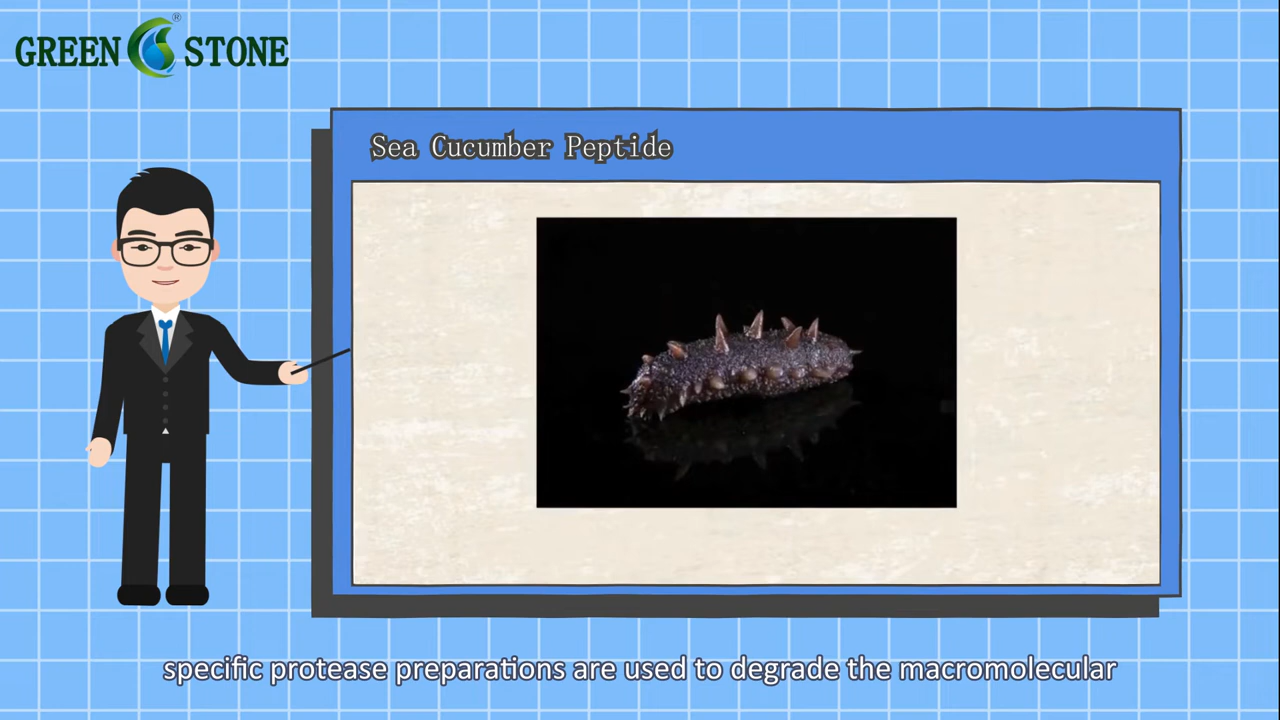 GREEN STONE
Sea Cucumber Peptide
specific protease preparations are used to degrade the macromolecular